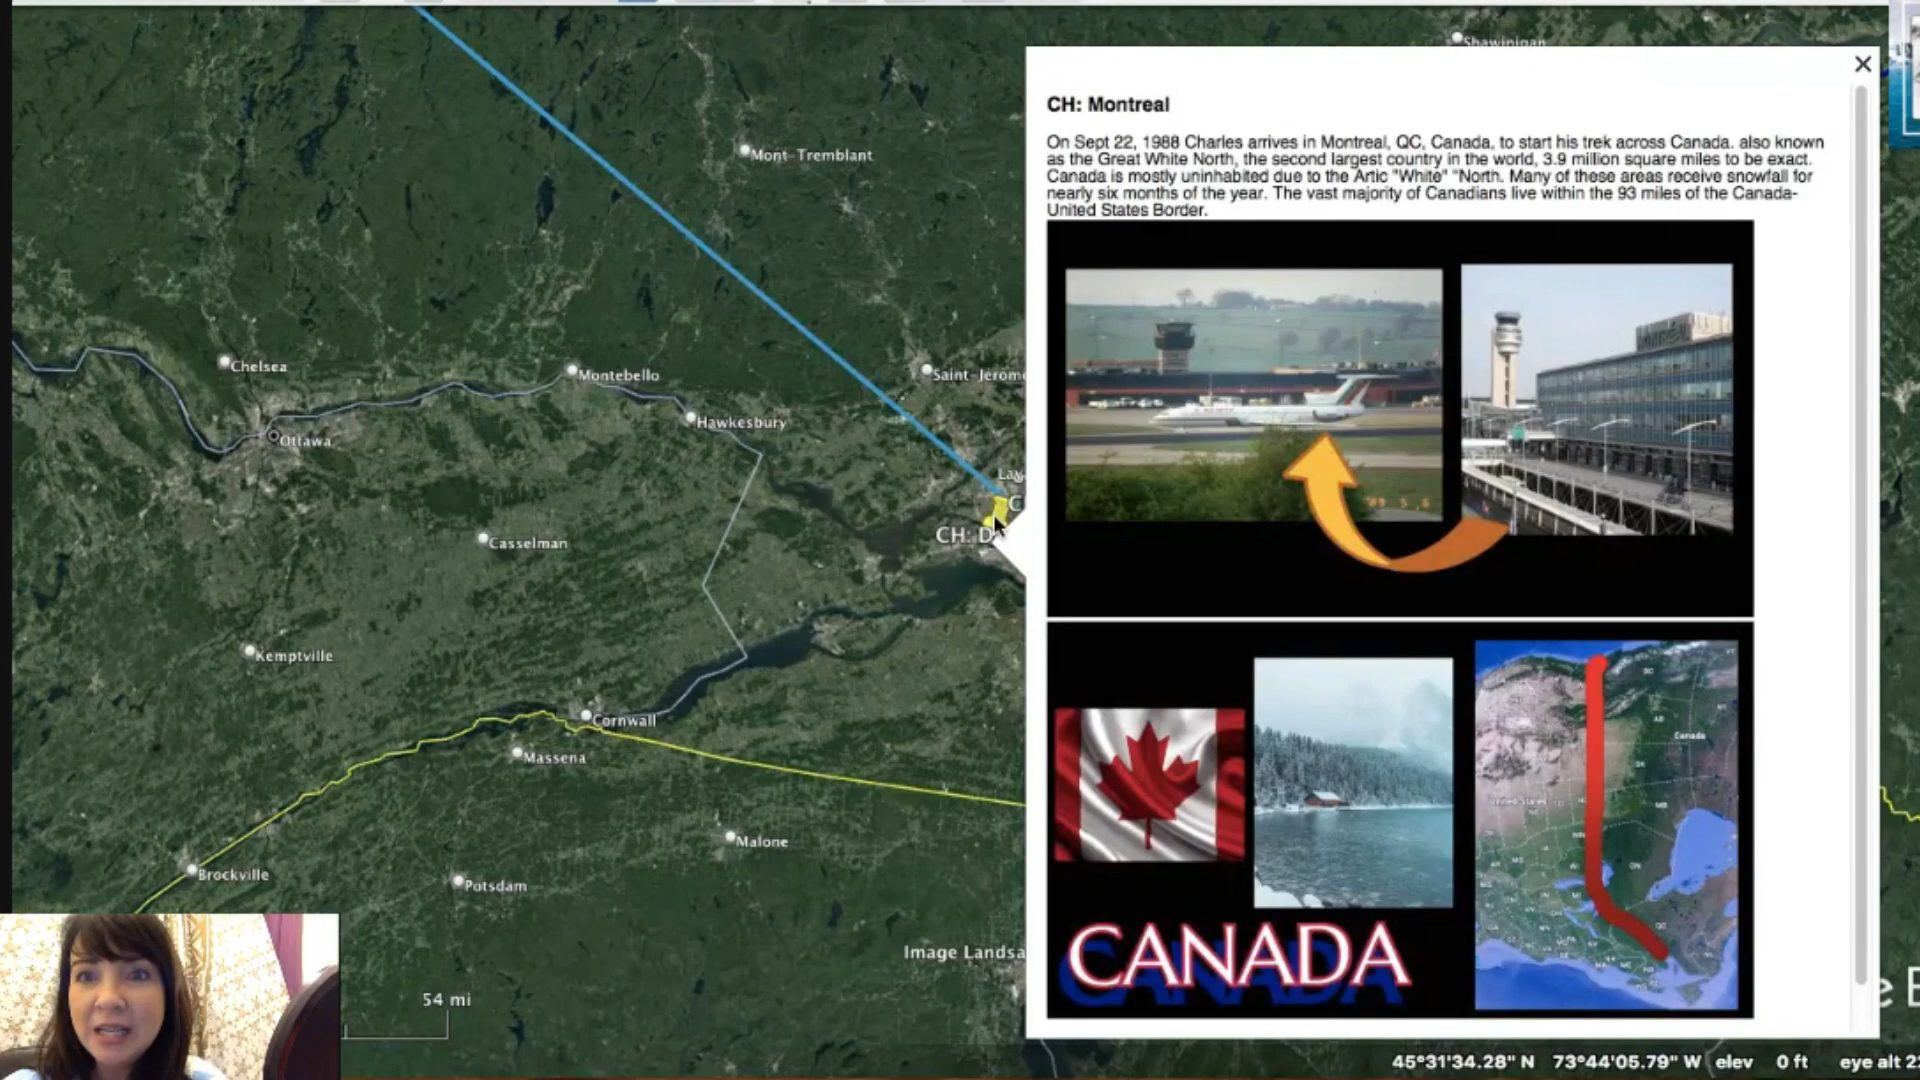 Shawinigan
CH: Montreal
On Sept 22, 1988 Charles arrives in Montreal, QC, Canada, to start his trek across Canada. also known
as the Great White North, the second largest country in the world, 3.9 million square miles to be exact.
Canada is mostly uninhabited due to the Artic "White" "North. Many of these areas receive snowfall for
nearly six months of the year. The vast majority of Canadians live within the 93 miles of the Canada-
United States Border.
Mont-Tremblant
Chelsea
Montebello
Saint-Jerome
Hawkesbury
Ottawa
Lav
C
CH: D
Casselman
Kemptville
Cornwall
Massena
Malone
Brockville
Potsdam
Canada
United States
CANADA
Image Landsa
54 mi
e E
45°31'34.28" N 73°44'05.79" W elev 0 ft eye alt 2